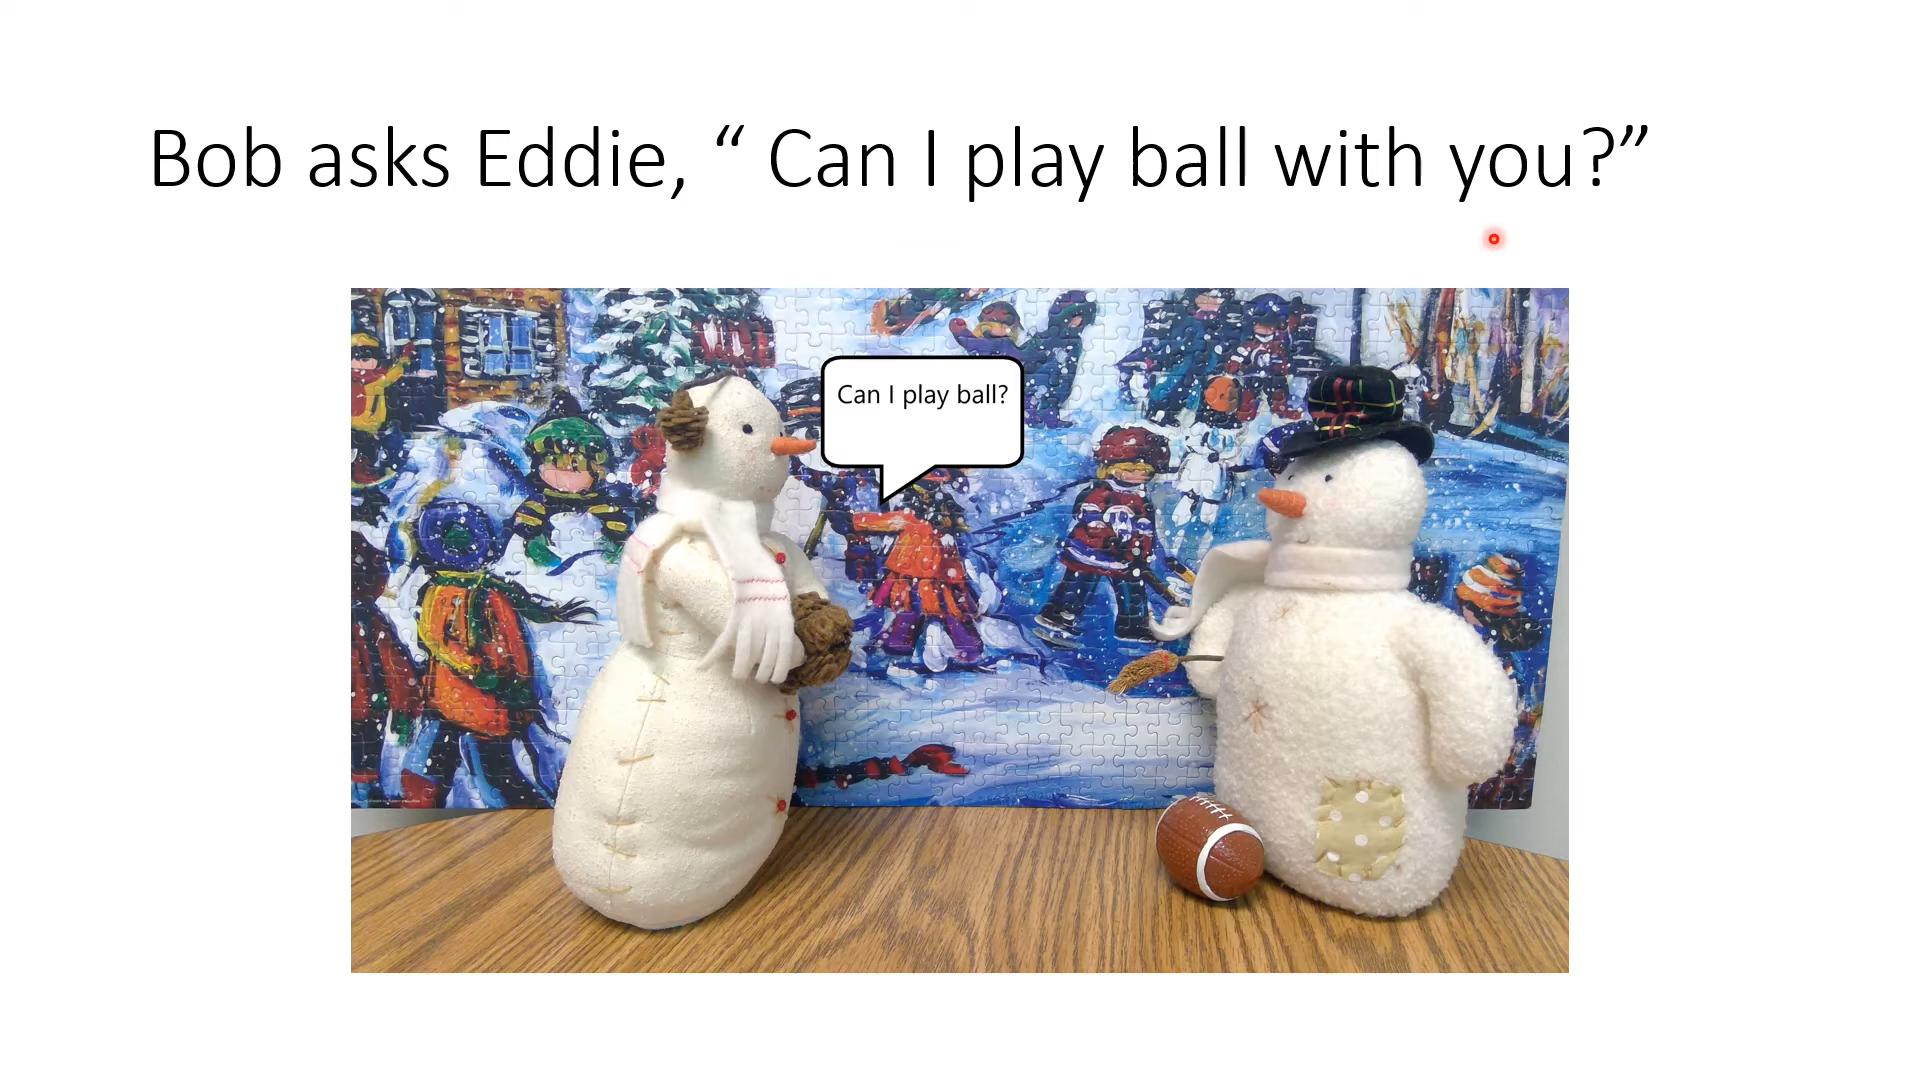 Bob asks Eddie, “ Can I play ball with you?”
Can I play ball?